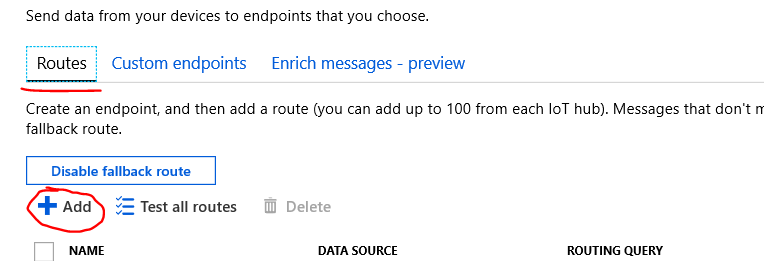 Send data from your devices to endpoints that you choose.
Routes Custom endpoints Enrich messages - preview
Create an endpoint, and then add a route (you can add up to 100 from each IoT hub). Messages that don't
fallback route.
Disable fallback route
Add Test all routes Delete
NAME DATA SOURCE ROUTING QUERY